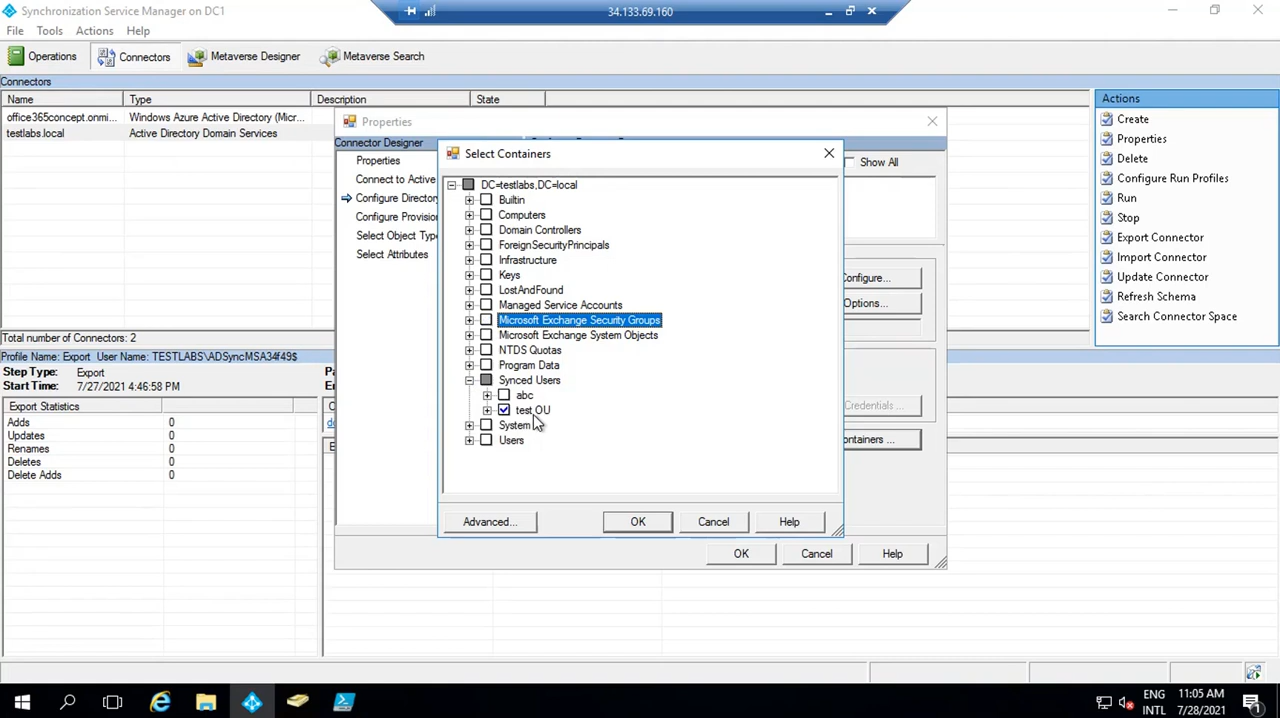 Synchronization Service Manager on DC1
34.133.69.160
File Tools Actions Help
Operations Connectors Metaverse Designer Metaverse Search
Connectors
Name Type Description State
office365concept.onmi... Windows Azure Active Directory (Micr...
testlabs.local Active Directory Domain Services
Total number of Connectors: 2
Profile Name: Export User Name: TESTLABS\ADSyncMSA34f49$
Step Type: Export
Start Time: 7/27/2021 4:46:58 PM
Export Statistics
Adds 0
Updates 0
Renames 0
Deletes 0
Delete Adds 0
Properties
Connector Designer
Properties
Connect to Active
Configure Directory
Configure Provision
Select Object Type
Select Attributes
Show All
Configure...
Options...
Credentials ...
Containers ...
OK Cancel Help
Select Containers
DC=testlabs,DC=local
Builtin
Computers
Domain Controllers
ForeignSecurityPrincipals
Infrastructure
Keys
LostAndFound
Managed Service Accounts
Microsoft Exchange Security Groups
Microsoft Exchange System Objects
NTDS Quotas
Program Data
Synced Users
abc
test OU
System
Users
Advanced... OK Cancel Help
Actions
Create
Properties
Delete
Configure Run Profiles
Run
Stop
Export Connector
Import Connector
Update Connector
Refresh Schema
Search Connector Space
ENG
INTL
11:05 AM
7/28/2021
1